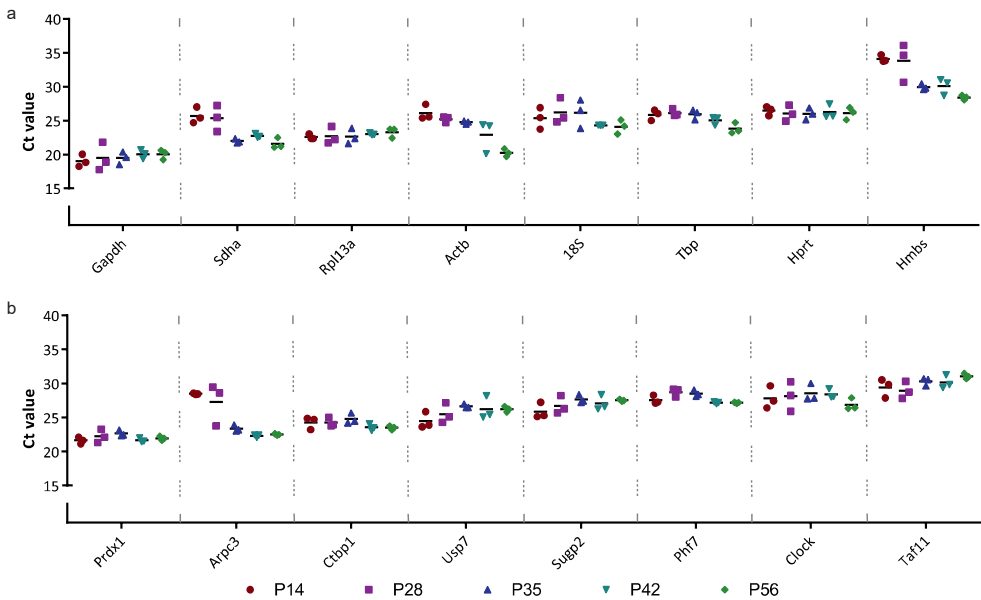 a
40
35
30
25
20
15
Ct value
Gapdh
Sdha
Rpl13a
Actb
18S
Tbp
Hprt
Hmbs
b
40
35
30
25
20
15
Ct value
Prdx1
Arpc3
Ctbp1
Usp7
Sugp2
Phf7
Clock
Taf11
P14 P28 P35 P42 P56